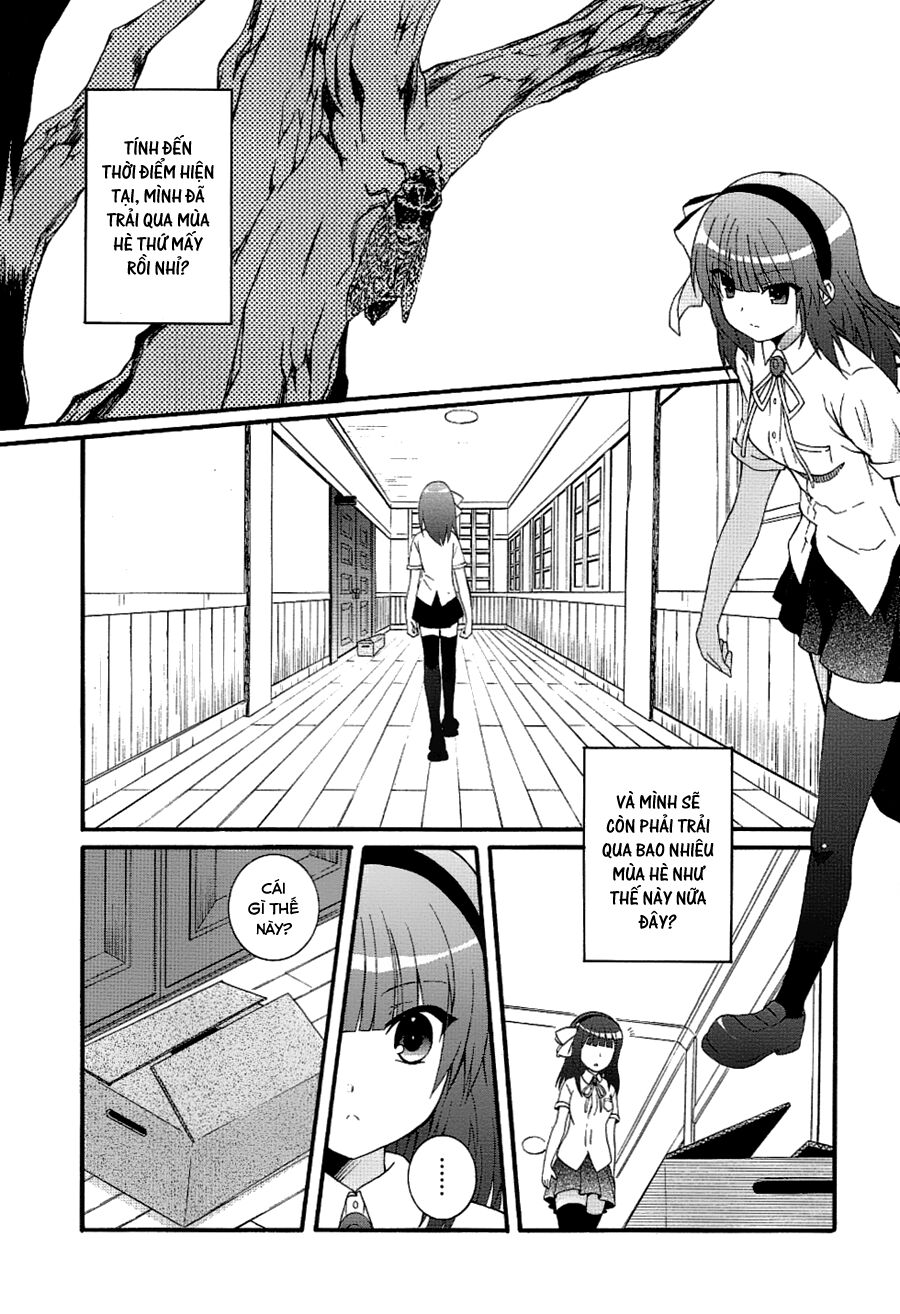 TÍNH ĐẾN
THỜI ĐIỂM HIỆN
TẠI, MÌNH ĐÃ
TRẢI QUA MÙA
HÈ THỨ MẤY
RỒI NHỈ?
VÀ MÌNH SẼ
CÒN PHẢI TRẢI
QUA BAO NHIÊU
MÙA HÈ NHƯ
THẾ NÀY NỮA
ĐÂY?
CÁI
GÌ THẾ
NÀY?
......